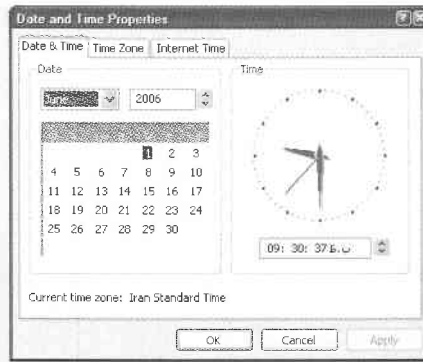 Date and Time Properties
Date & Time Time Zone Internet Time
Date Time
June 2006
1 2 3
4 5 6 7 8 9 10
11 12 13 14 15 16 17
18 19 20 21 22 23 24
25 26 27 28 29 30
09: 30: 37
Current time zone: Iran Standard Time
OK Cancel Apply